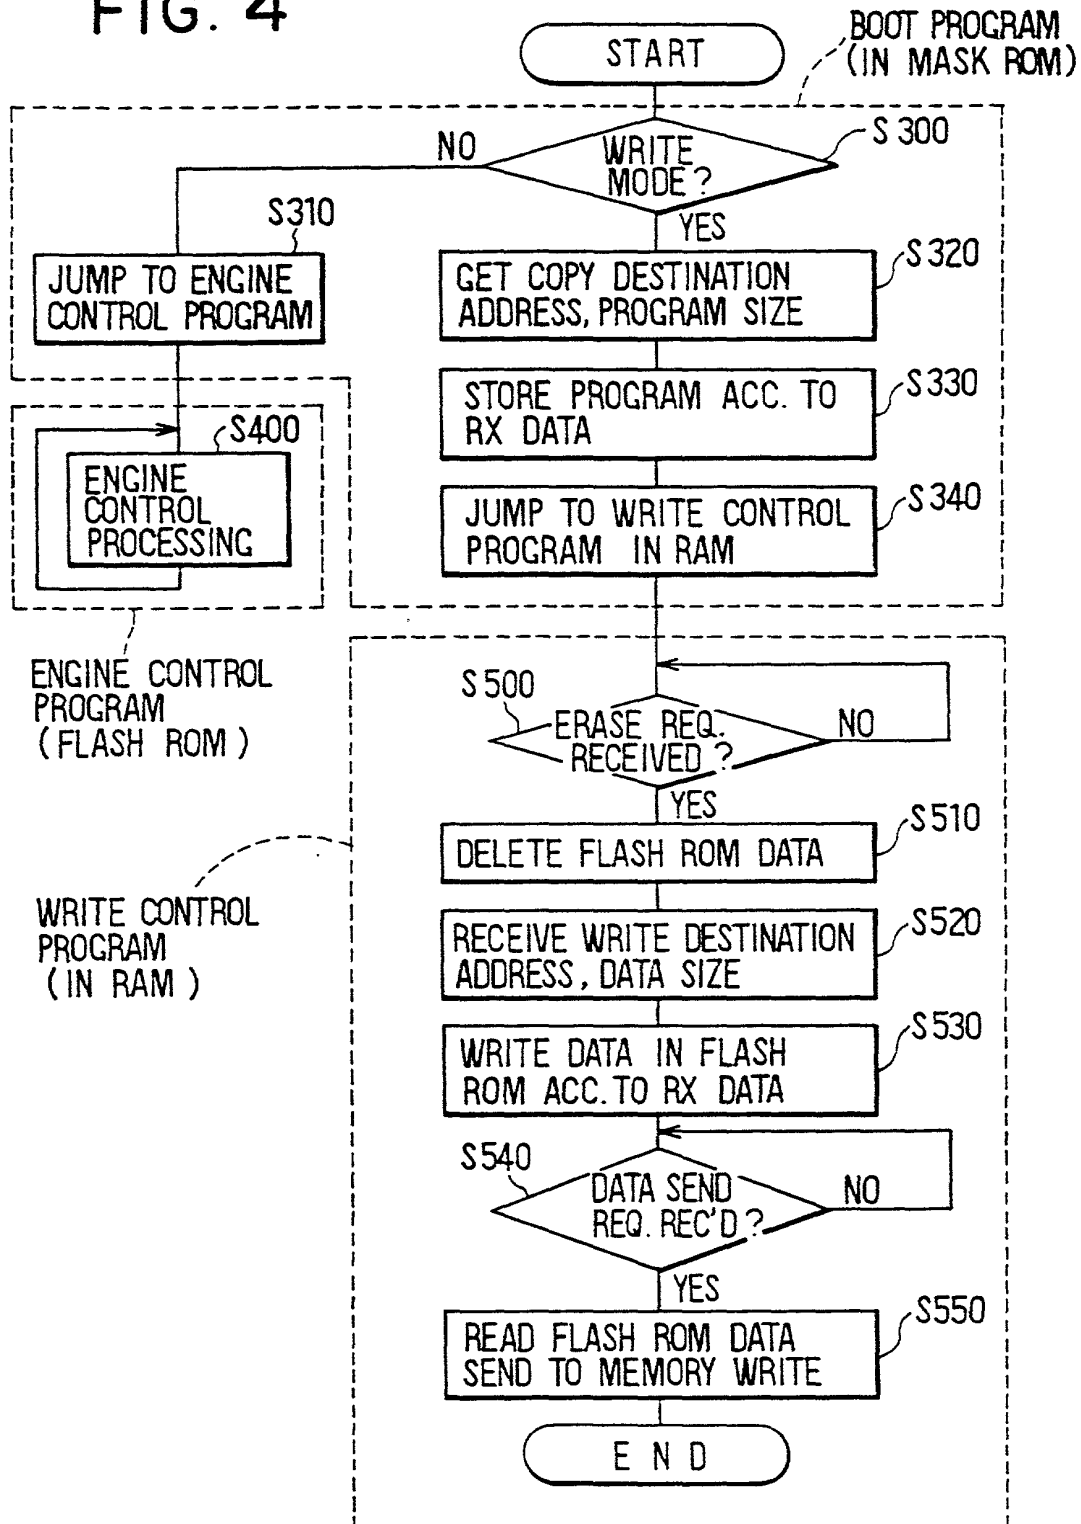 FIG. 4
START
BOOT PROGRAM
(IN MASK ROM)
WRITE
MODE?
S300
NO
YES
S310
JUMP TO ENGINE
CONTROL PROGRAM
S320
GET COPY DESTINATION
ADDRESS, PROGRAM SIZE
S330
STORE PROGRAM ACC. TO
RX DATA
S340
JUMP TO WRITE CONTROL
PROGRAM IN RAM
S400
ENGINE
CONTROL
PROCESSING
ENGINE CONTROL
PROGRAM
(FLASH ROM)
S500
ERASE REQ.
RECEIVED?
NO
YES
S510
DELETE FLASH ROM DATA
WRITE CONTROL
PROGRAM
(IN RAM)
S520
RECEIVE WRITE DESTINATION
ADDRESS, DATA SIZE
S530
WRITE DATA IN FLASH
ROM ACC. TO RX DATA
S540
DATA SEND
REQ. REC'D?
NO
YES
S550
READ FLASH ROM DATA
SEND TO MEMORY WRITE
END